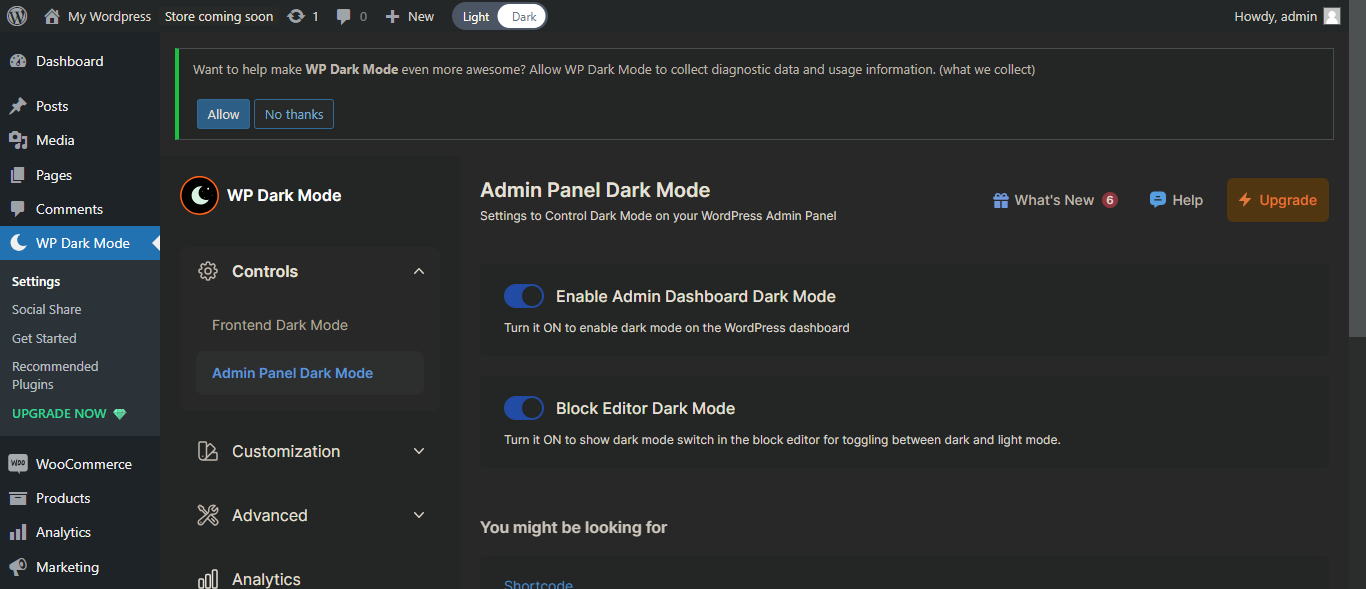 My Wordpress
Store coming soon
1
0
New
Light
Dark
Howdy, admin
Dashboard
Posts
Media
Pages
Comments
WP Dark Mode
Settings
Social Share
Get Started
Recommended
Plugins
UPGRADE NOW
WOO
WooCommerce
Products
Analytics
Marketing
Want to help make WP Dark Mode even more awesome? Allow WP Dark Mode to collect diagnostic data and usage information. (what we collect)
Allow
No thanks
WP Dark Mode
Controls
Frontend Dark Mode
Admin Panel Dark Mode
Customization
Advanced
Analytics
Admin Panel Dark Mode
Settings to Control Dark Mode on your WordPress Admin Panel
What's New 6
Help
Upgrade
Enable Admin Dashboard Dark Mode
Turn it ON to enable dark mode on the WordPress dashboard
Block Editor Dark Mode
Turn it ON to show dark mode switch in the block editor for toggling between dark and light mode.
You might be looking for
Shortcode